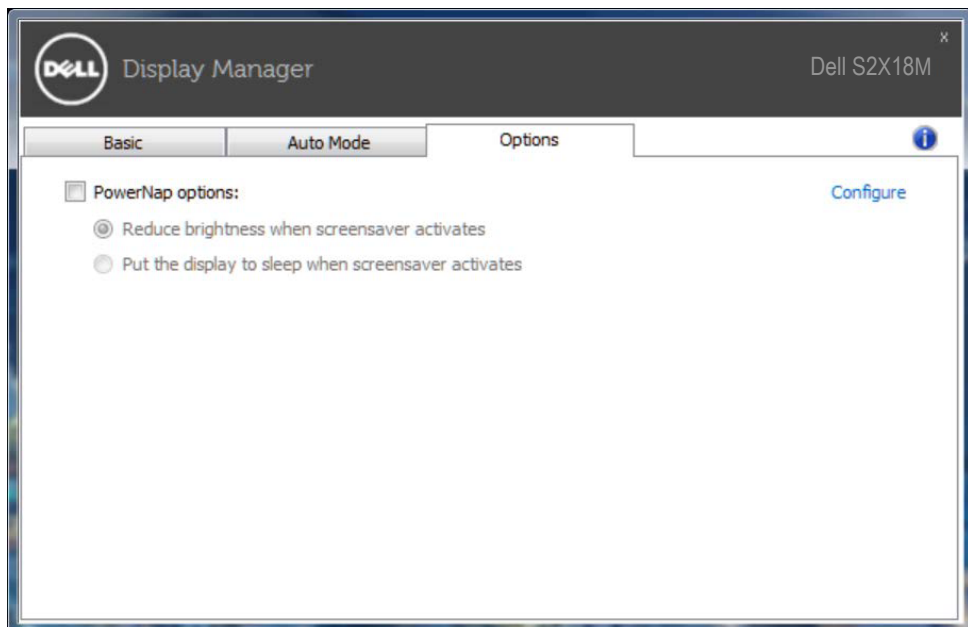 DELL Display Manager
x
Dell S2X18M
Basic
Auto Mode
Options
i
PowerNap options:
Configure
Reduce brightness when screensaver activates
Put the display to sleep when screensaver activates